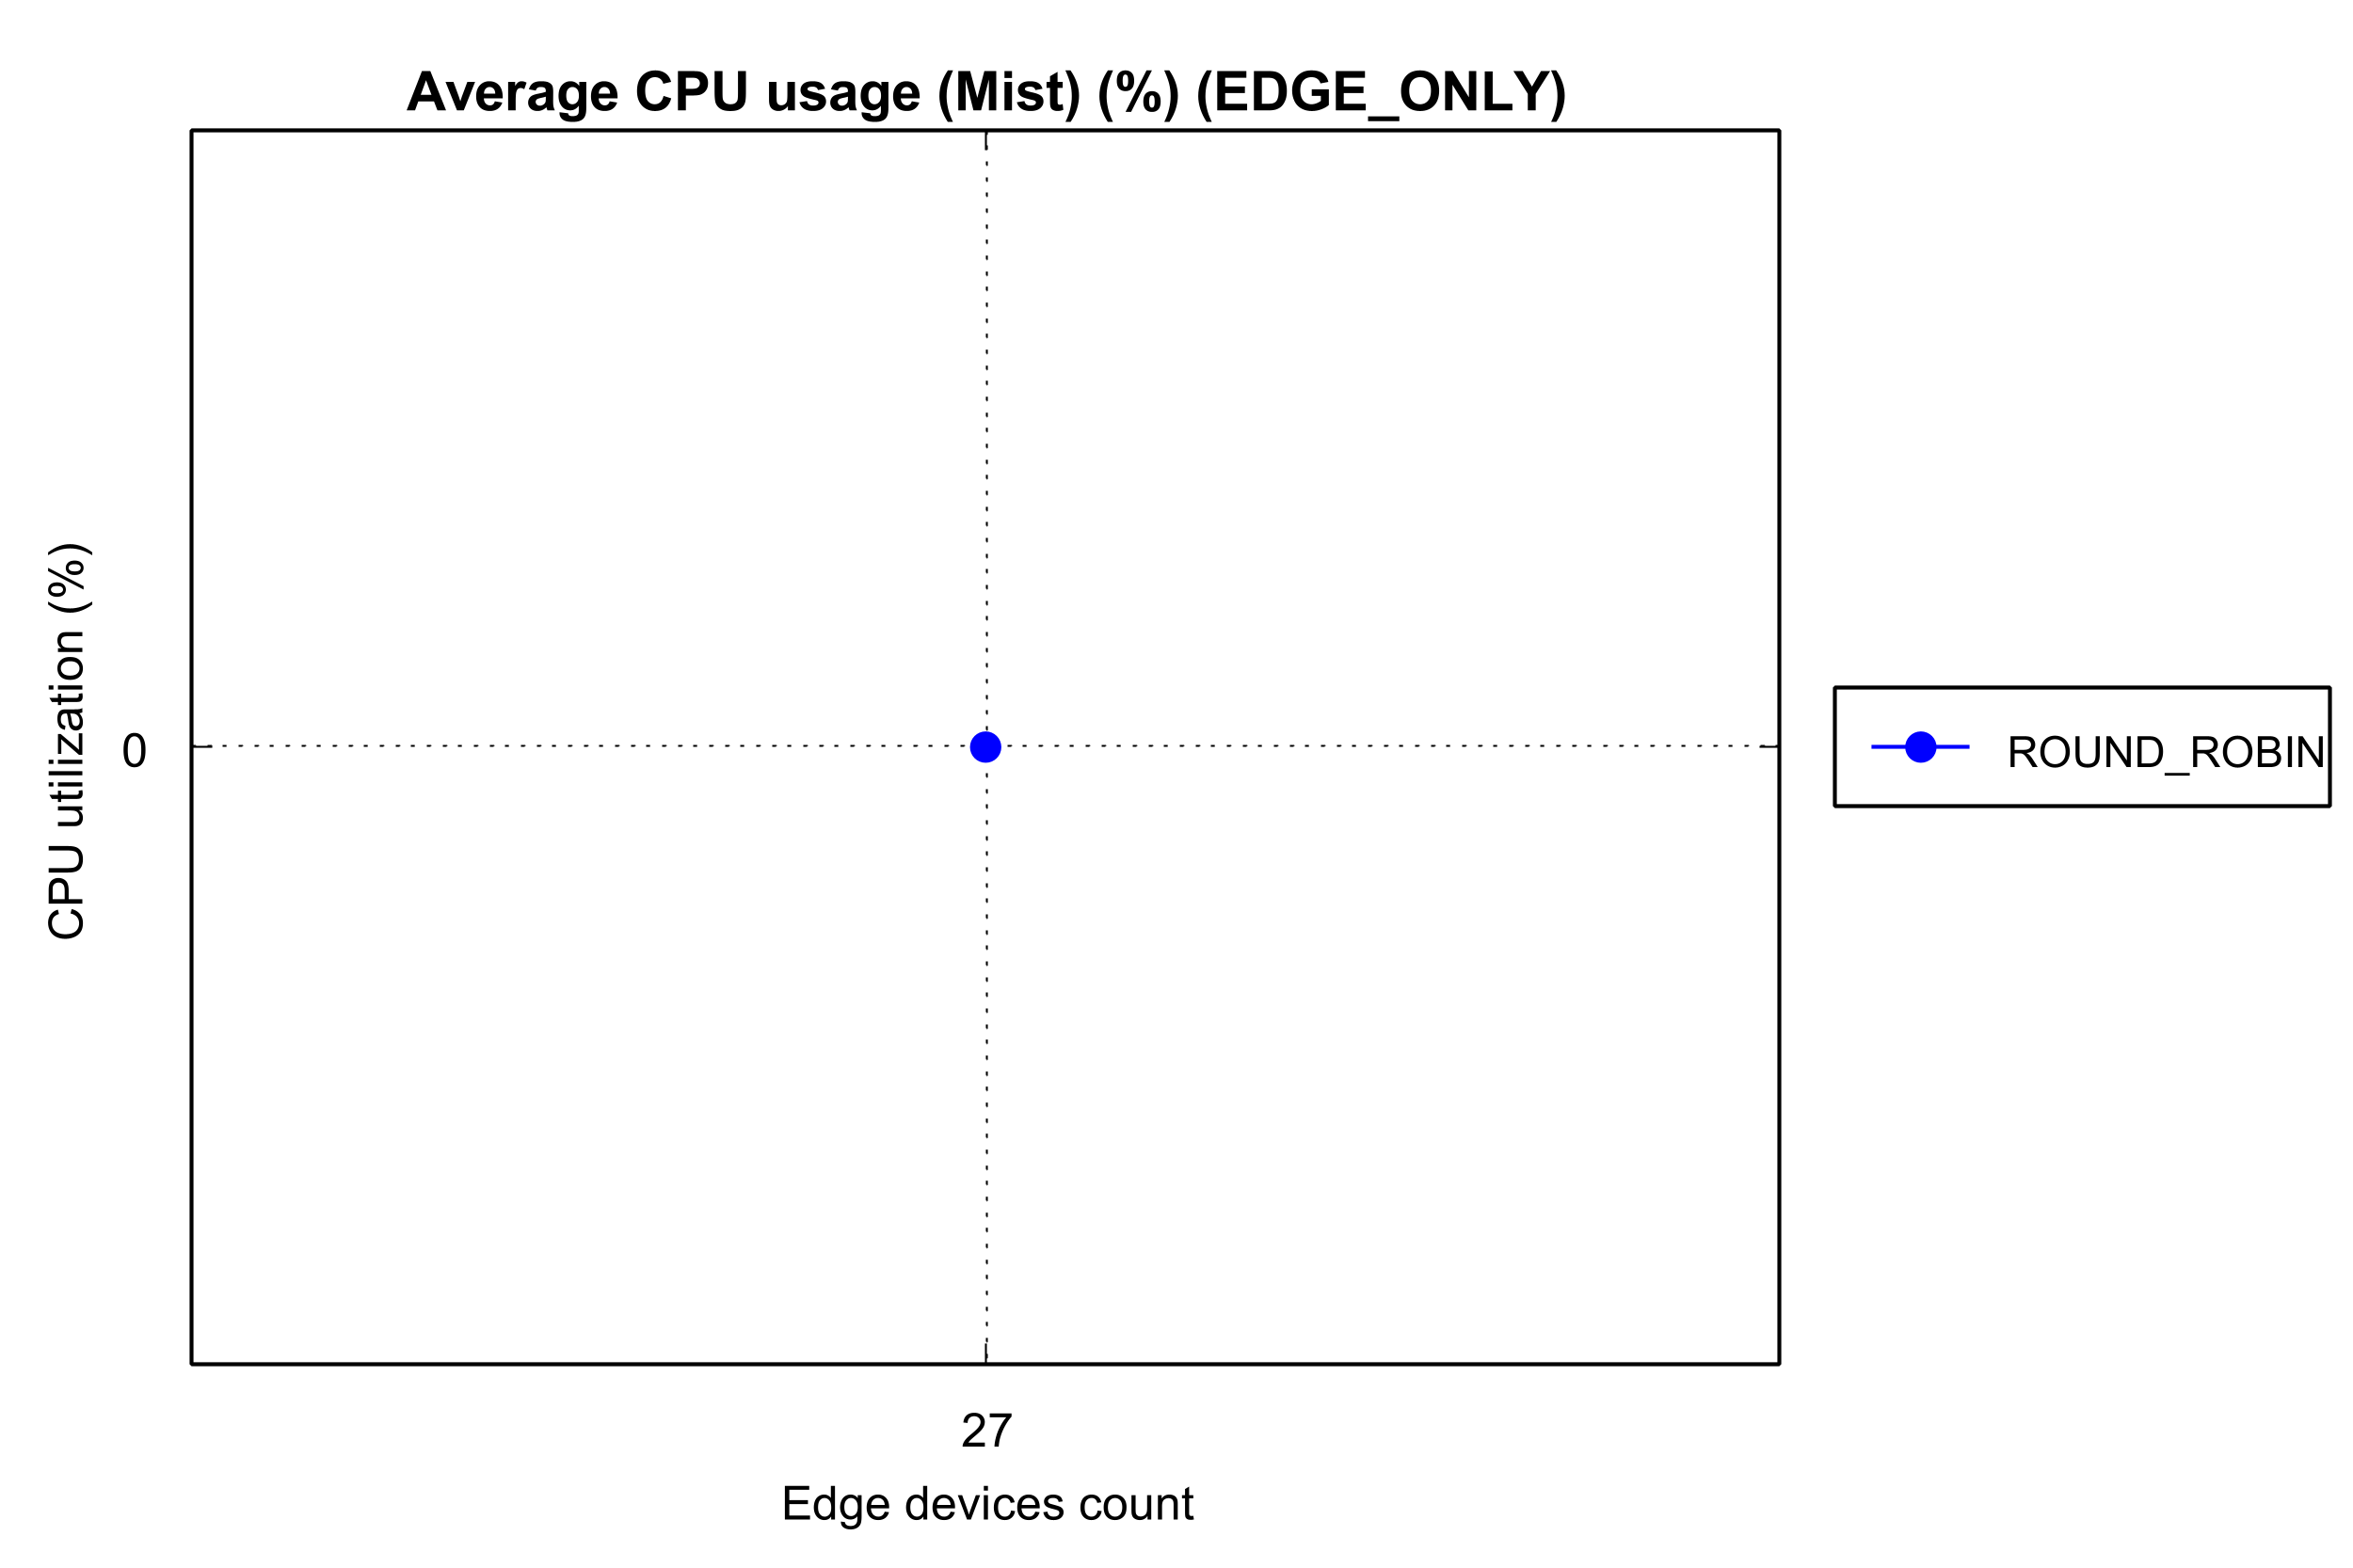 Average CPU usage (Mist) (%) (EDGE_ONLY)
CPU utilization (%)
0
ROUND_ROBIN
27
Edge devices count